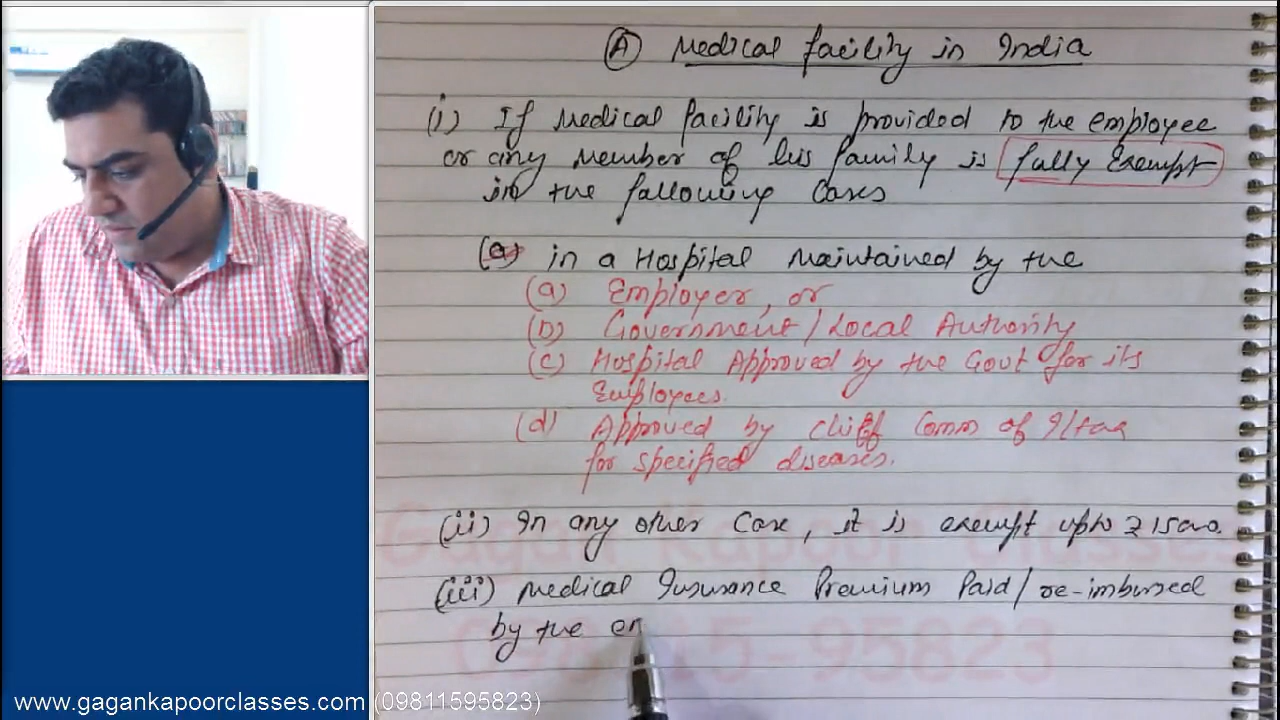 (A) Medical facility in India
(i) If Medical facility is provided to the employee
or any Member of his family is fully Exempt
in the following Cases
(a) in a Hospital Maintained by the
(a) Employer, or
(b) Government / Local Authority
(c) Hospital Approved by the Govt for its
Employees.
(d) Approved by chief Comm of I/tax
for specified diseases.
(ii) In any other Case, it is exempt upto ₹ 15000.
(iii) Medical Insurance Premium Paid / re-imbursed
by the em
Gagan Kapoor Classes
95823
www.gagankapoorclasses.com (09811595823)